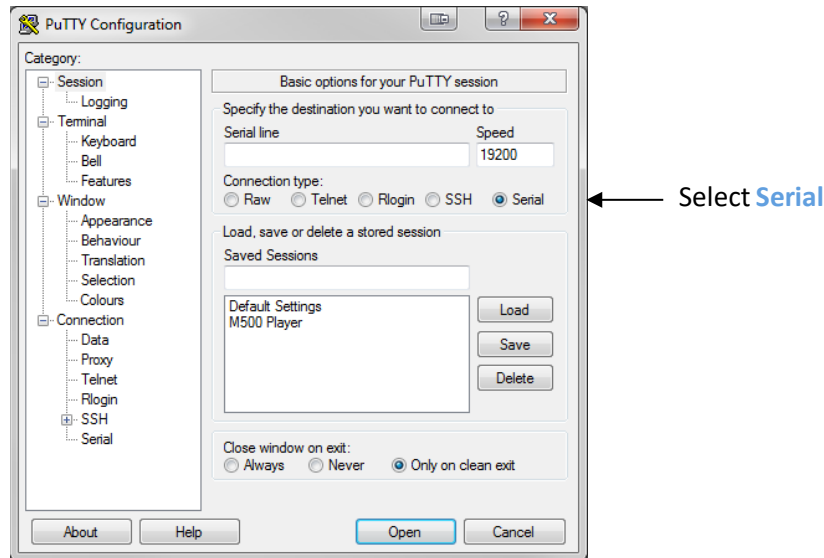 PuTTY Configuration
Category:
Session
Logging
Terminal
Keyboard
Bell
Features
Window
Appearance
Behaviour
Translation
Selection
Colours
Connection
Data
Proxy
Telnet
Rlogin
SSH
Serial
Basic options for your PuTTY session
Specify the destination you want to connect to
Serial line Speed
19200
Connection type:
Raw Telnet Rlogin SSH Serial
Load, save or delete a stored session
Saved Sessions
Default Settings
M500 Player
Load
Save
Delete
Close window on exit:
Always Never Only on clean exit
About Help Open Cancel
Select Serial